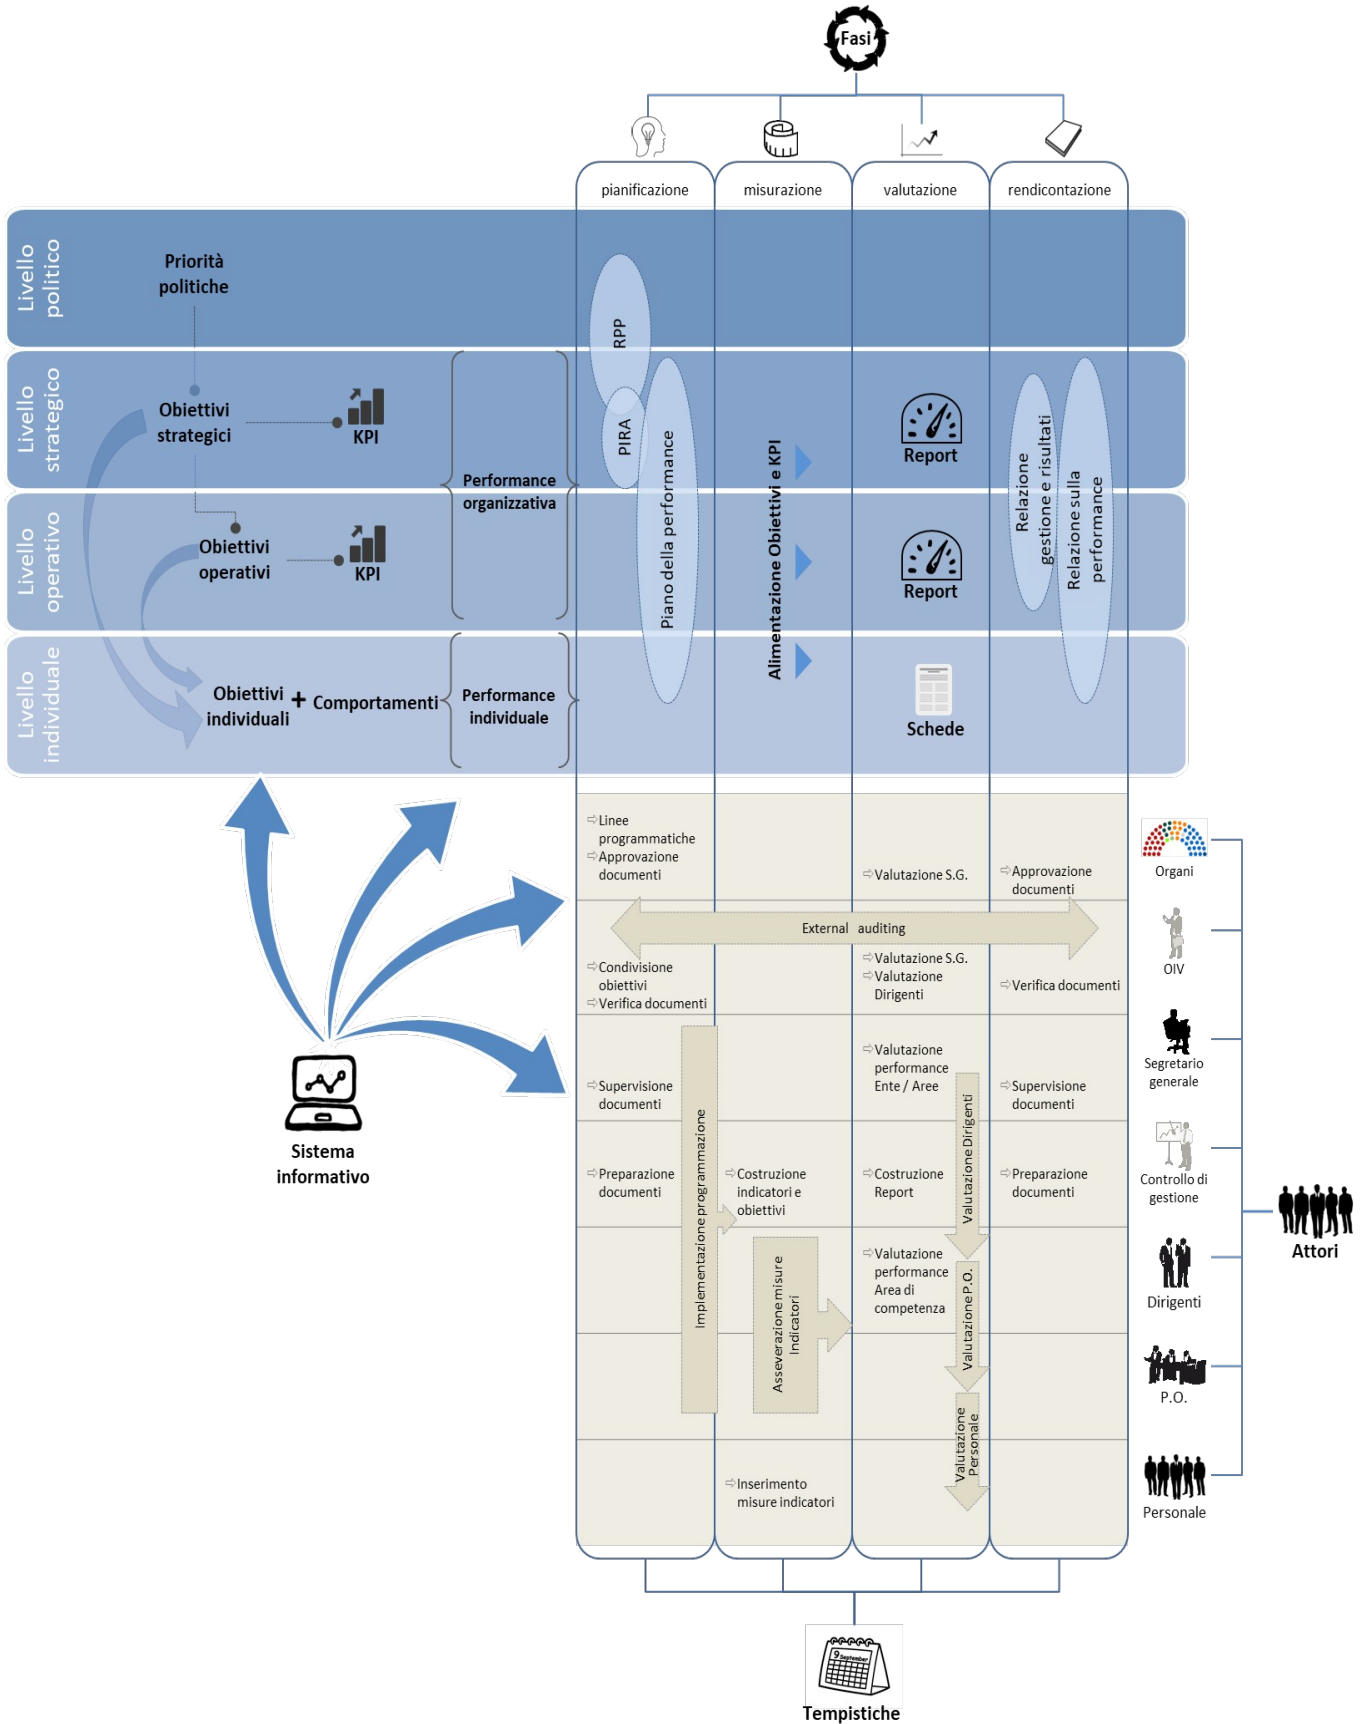 Fasi
pianificazione
misurazione
valutazione
rendicontazione
Livello
politico
Priorità
politiche
RPP
Livello
strategico
Obiettivi
strategici
KPI
PIRA
Performance
organizzativa
Piano della performance
Alimentazione Obiettivi e KPI
Report
Relazione
gestione e risultati
Relazione sulla
performance
Livello
operativo
Obiettivi
operativi
KPI
Report
Livello
individuale
Obiettivi
individuali
+
Comportamenti
Performance
individuale
Schede
Linee
programmatiche
Approvazione
documenti
Valutazione S.G.
Approvazione
documenti
Organi
External auditing
Condivisione
obiettivi
Verifica documenti
Valutazione S.G.
Valutazione
Dirigenti
Verifica documenti
OIV
Supervisione
documenti
Valutazione
performance
Ente / Aree
Supervisione
documenti
Segretario
generale
Implementazione programmazione
Valutazione Dirigenti
Preparazione
documenti
Costruzione
indicatori e
obiettivi
Costruzione
Report
Preparazione
documenti
Controllo di
gestione
Asseverazione misure
Indicatori
Valutazione
performance
Area di
competenza
Valutazione P.O.
Dirigenti
P.O.
Valutazione
Personale
Inserimento
misure indicatori
Personale
Attori
Sistema
informativo
9 September
Tempistiche